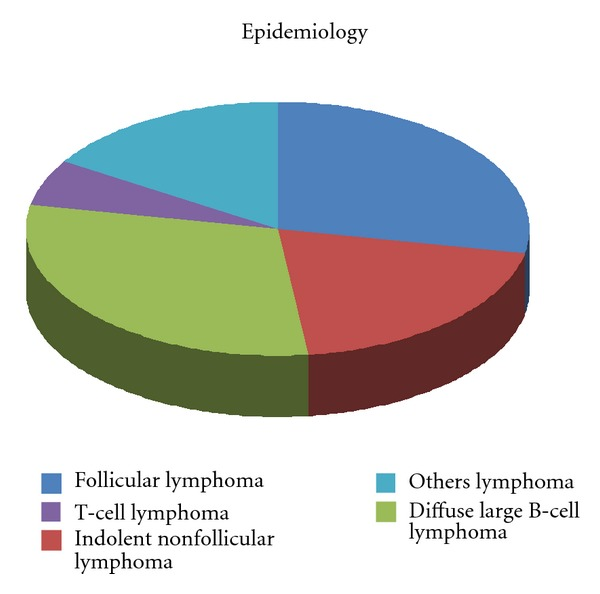 Epidemiology
Follicular lymphoma
T-cell lymphoma
Indolent nonfollicular
lymphoma
Others lymphoma
Diffuse large B-cell
lymphoma